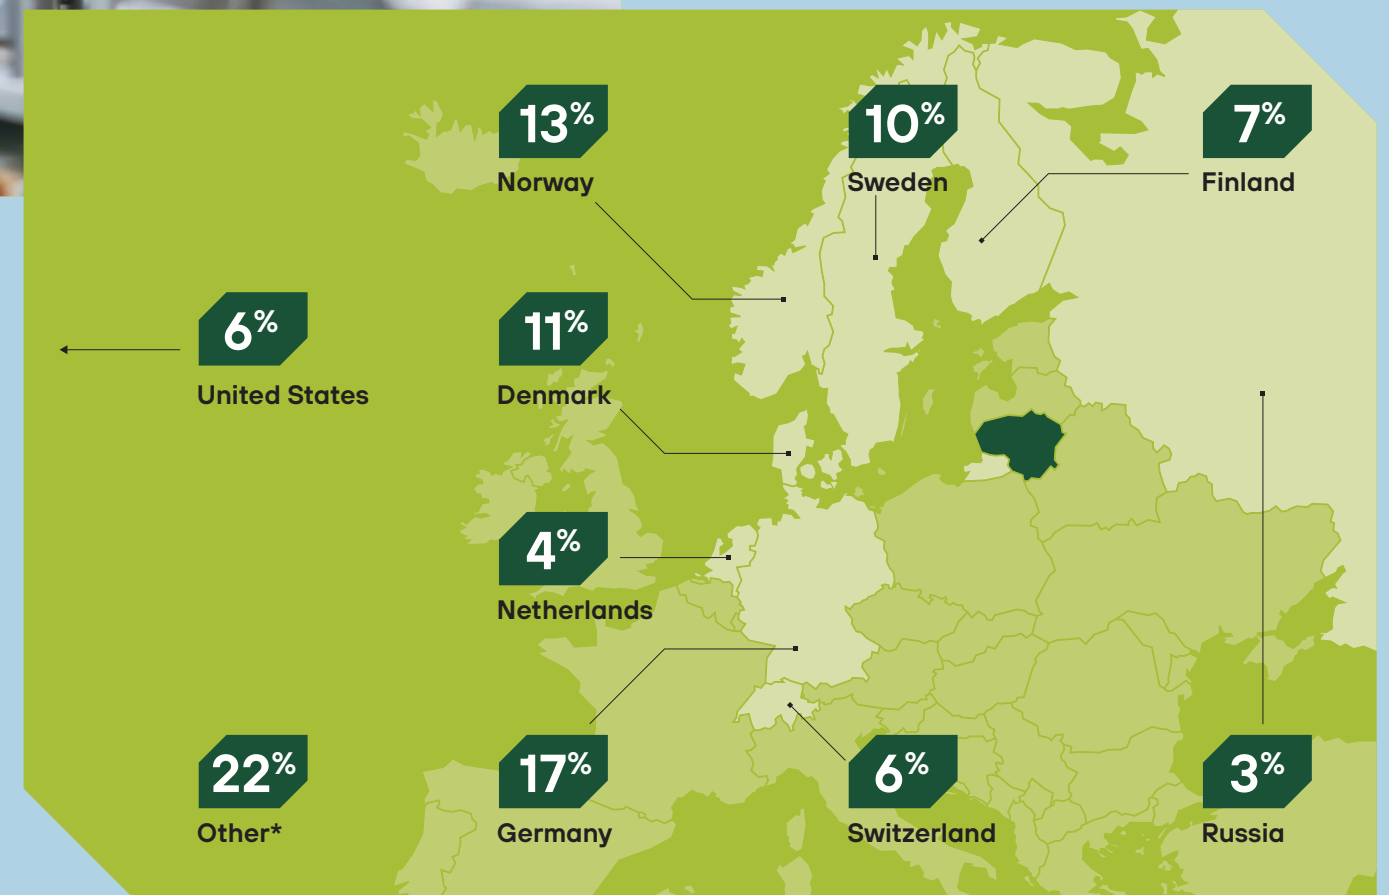 13%
Norway
10%
Sweden
7%
Finland
6%
United States
11%
Denmark
4%
Netherlands
22%
Other*
17%
Germany
6%
Switzerland
3%
Russia